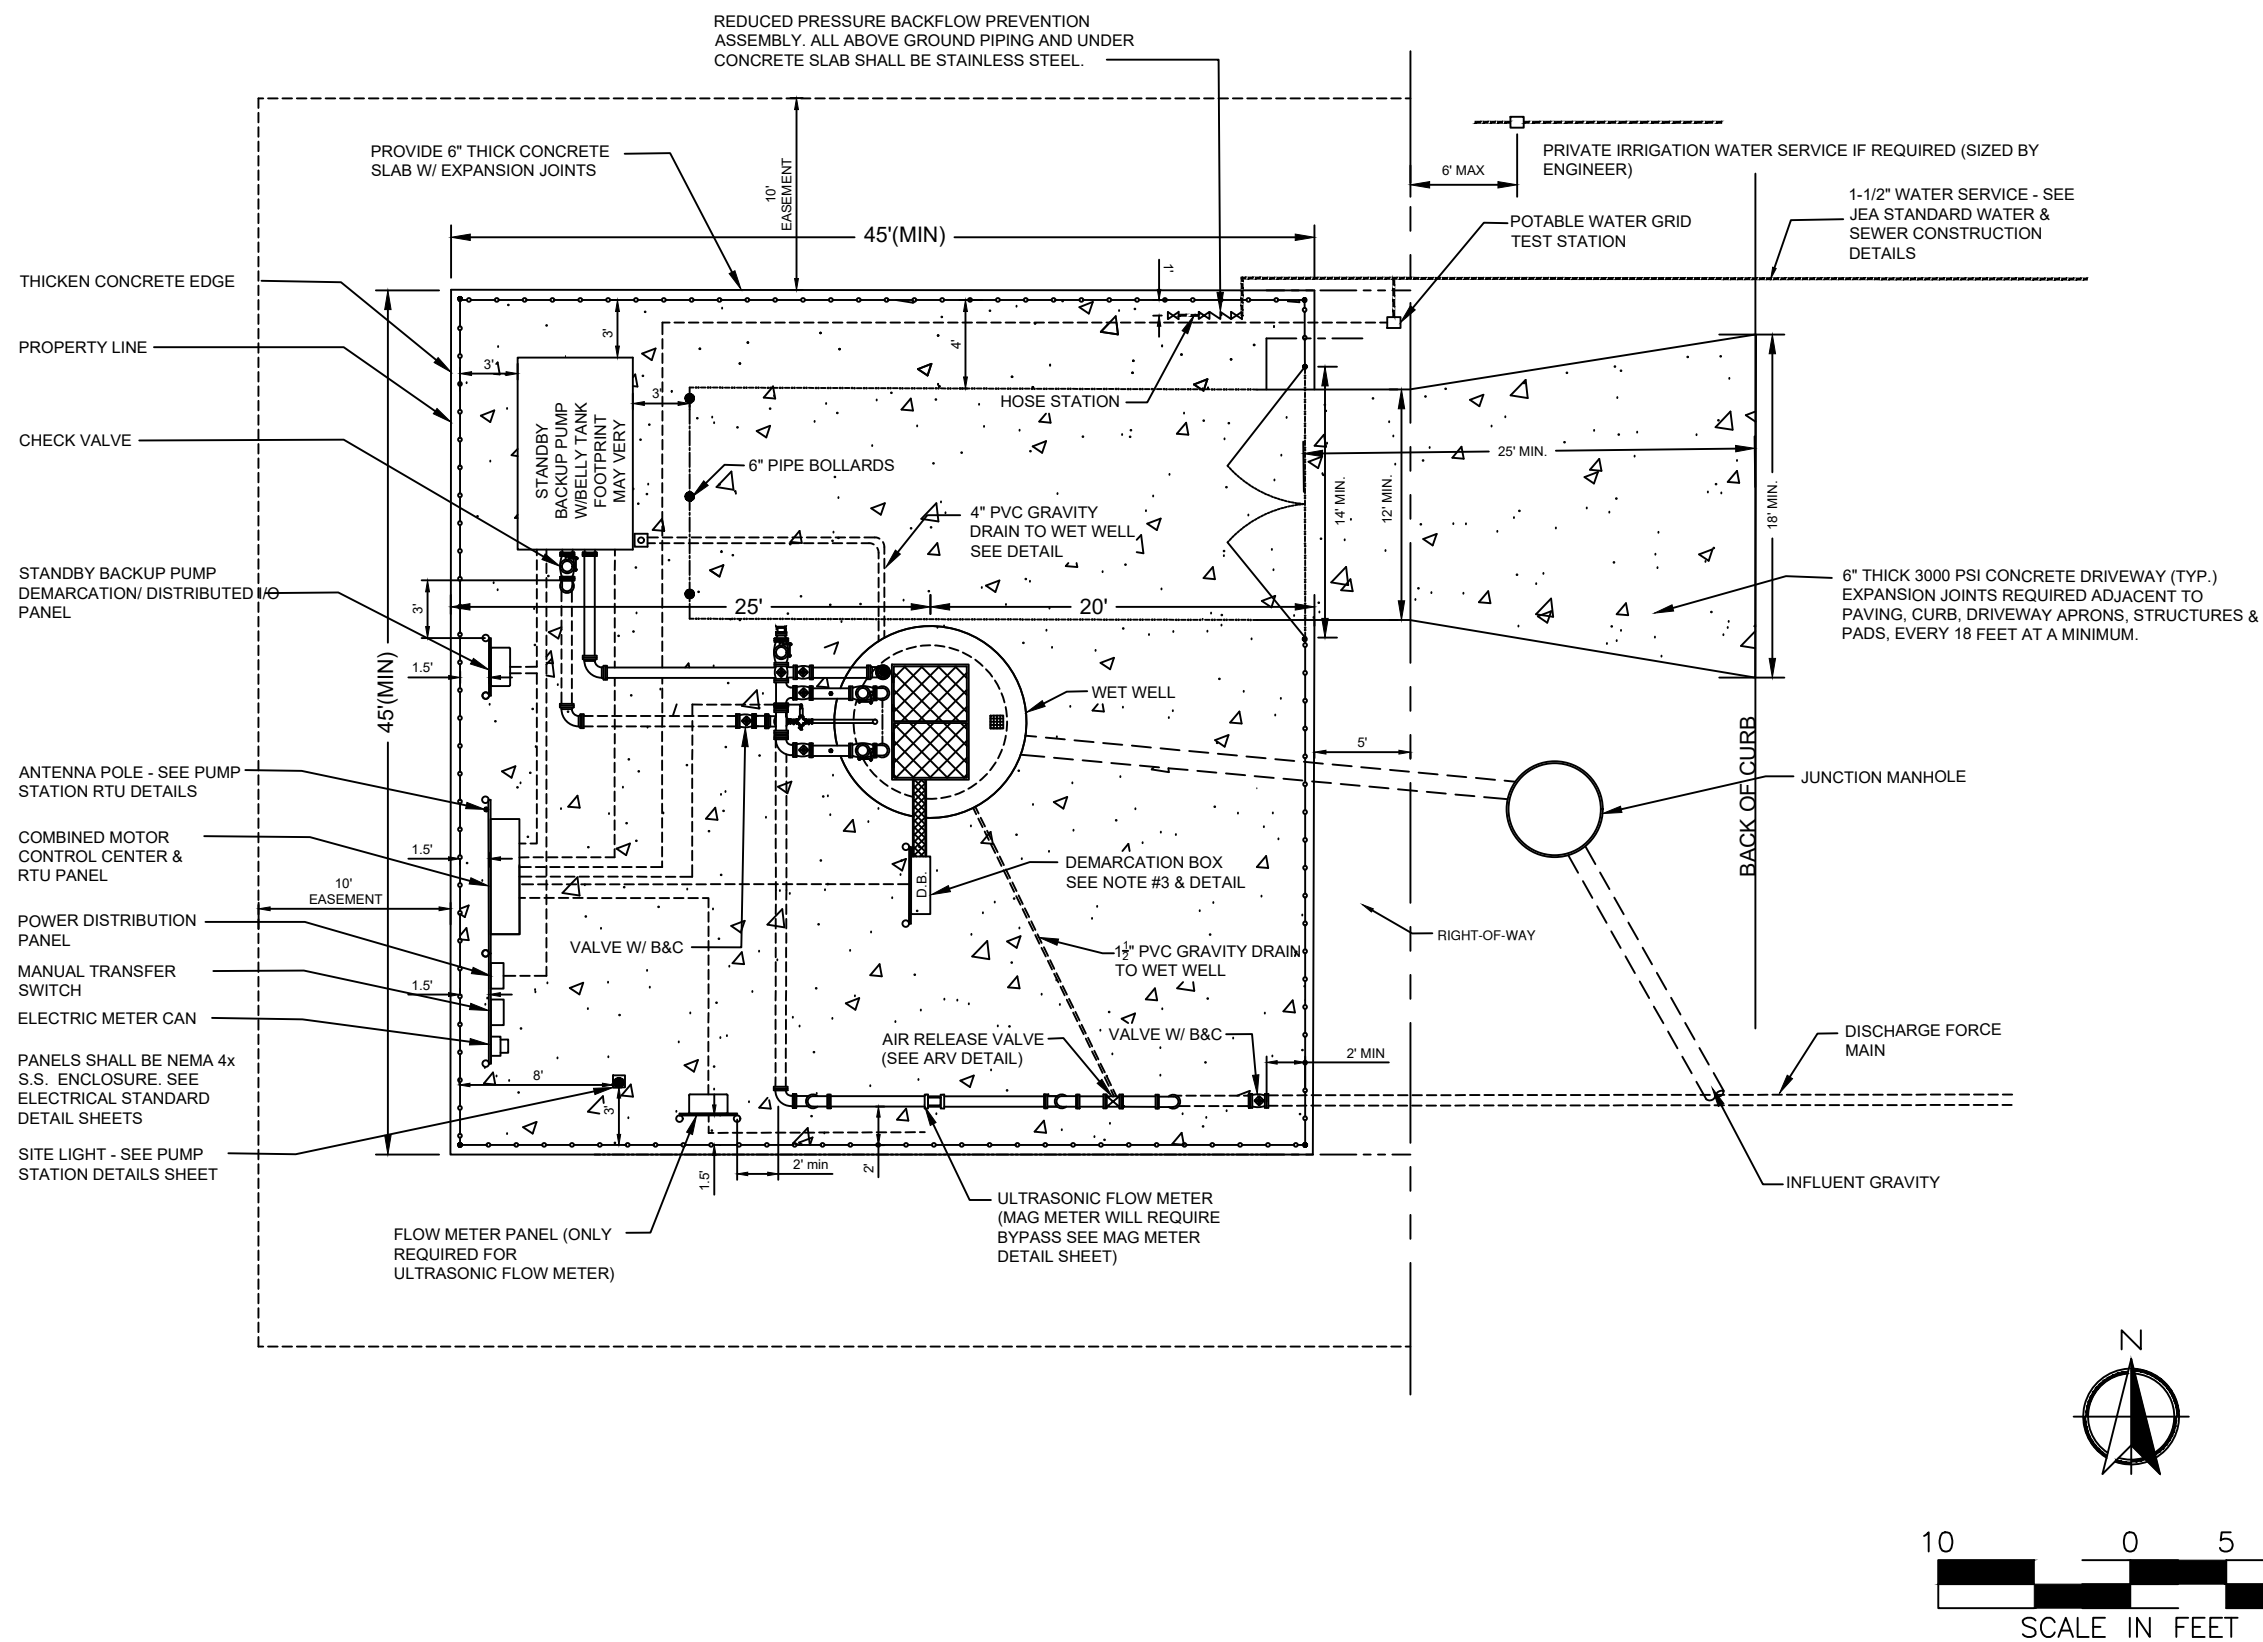 REDUCED PRESSURE BACKFLOW PREVENTION
ASSEMBLY. ALL ABOVE GROUND PIPING AND UNDER
CONCRETE SLAB SHALL BE STAINLESS STEEL.
PROVIDE 6" THICK CONCRETE
SLAB W/ EXPANSION JOINTS
10'
EASEMENT
PRIVATE IRRIGATION WATER SERVICE IF REQUIRED (SIZED BY
ENGINEER)
6' MAX
1-1/2" WATER SERVICE - SEE
JEA STANDARD WATER &
SEWER CONSTRUCTION
DETAILS
POTABLE WATER GRID
TEST STATION
45'(MIN)
THICKEN CONCRETE EDGE
1'
3'
4'
PROPERTY LINE
3'
3'
HOSE STATION
CHECK VALVE
STANDBY
BACKUP PUMP
W/BELLY TANK
FOOTPRINT
MAY VERY
6" PIPE BOLLARDS
25' MIN.
14' MIN.
12' MIN.
18' MIN.
4" PVC GRAVITY
DRAIN TO WET WELL
SEE DETAIL
STANDBY BACKUP PUMP
DEMARCATION/ DISTRIBUTED I/O
PANEL
3'
25'
20'
6" THICK 3000 PSI CONCRETE DRIVEWAY (TYP.)
EXPANSION JOINTS REQUIRED ADJACENT TO
PAVING, CURB, DRIVEWAY APRONS, STRUCTURES &
PADS, EVERY 18 FEET AT A MINIMUM.
1.5'
45'(MIN)
WET WELL
5'
BACK OF CURB
ANTENNA POLE - SEE PUMP
STATION RTU DETAILS
JUNCTION MANHOLE
COMBINED MOTOR
CONTROL CENTER &
RTU PANEL
1.5'
10'
EASEMENT
DEMARCATION BOX
SEE NOTE #3 & DETAIL
D.B.
POWER DISTRIBUTION
PANEL
VALVE W/ B&C
1½" PVC GRAVITY DRAIN
TO WET WELL
RIGHT-OF-WAY
MANUAL TRANSFER
SWITCH
1.5'
ELECTRIC METER CAN
AIR RELEASE VALVE
(SEE ARV DETAIL)
VALVE W/ B&C
2' MIN
DISCHARGE FORCE
MAIN
PANELS SHALL BE NEMA 4x
S.S. ENCLOSURE. SEE
ELECTRICAL STANDARD
DETAIL SHEETS
8'
3'
SITE LIGHT - SEE PUMP
STATION DETAILS SHEET
1.5'
2' min
2'
INFLUENT GRAVITY
ULTRASONIC FLOW METER
(MAG METER WILL REQUIRE
BYPASS SEE MAG METER
DETAIL SHEET)
FLOW METER PANEL (ONLY
REQUIRED FOR
ULTRASONIC FLOW METER)
N
10 0 5
SCALE IN FEET